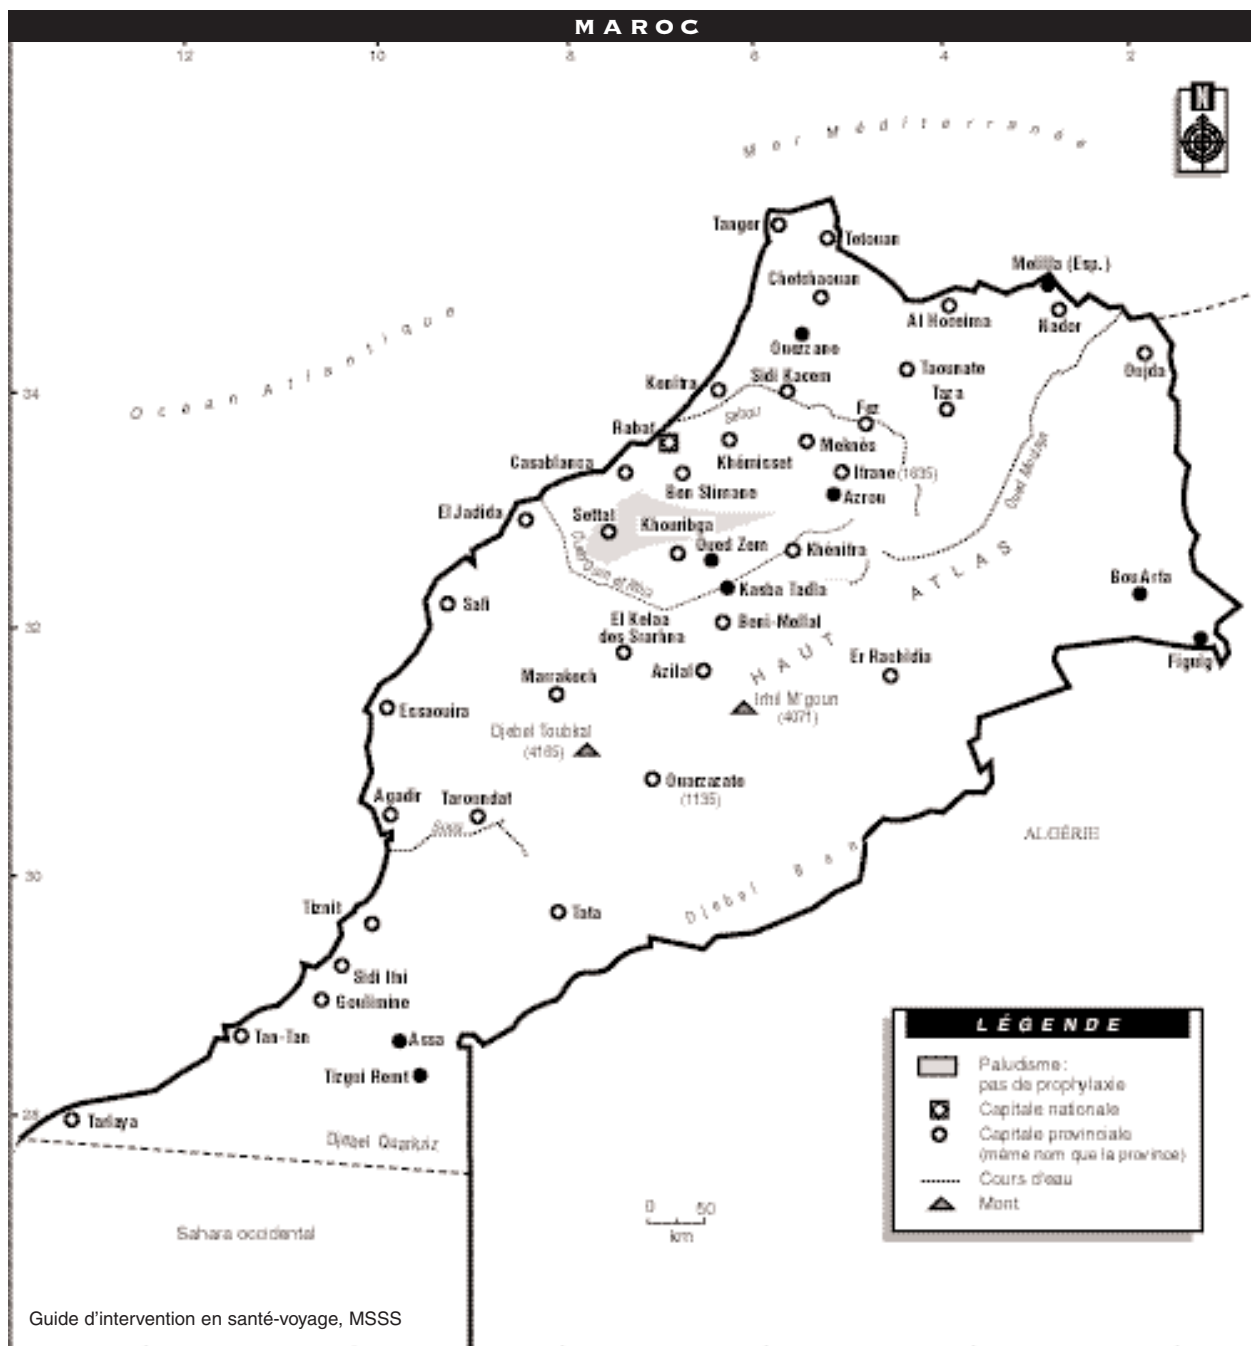 MAROC
12 10 8 6 4 2
N
Mer Méditerranée
Tanger
Tetouan
Melilla (Esp.)
Chefchaouan
Al Hoceima
Nador
Océan Atlantique
Ouezzane
Oujda
Taounate
Sidi Kacem
Kenitra
34
Taza
Fez
Sebou
Rabat
Meknès
Oued Moulouya
Casablanca
Khémisset
Ifrane (1635)
Ben Slimane
Azrou
El Jadida
Settat
Khouribga
Oued Zem
Khénifra
ATLAS
Bou Arfa
Kasba Tadla
Safi
El Kelaa
des Srarhna
Beni-Mellal
32
HAUT
Er Rachidia
Figuig
Azilal
Marrakech
Irhil M'goun
(4071)
Essaouira
Djebel Toubkal
(4165)
Ouarzazate
(1135)
Agadir
Taroundat
Souss
ALGÉRIE
30
Djebel Bani
Tiznit
Tata
Sidi Ifni
Goulimine
Tan-Tan
Assa
Tizgui Remt
28
Tarfaya
Djebel Ouarkziz
LÉGENDE
Paludisme:
pas de prophylaxie
Capitale nationale
Capitale provinciale
(même nom que la province)
Cours d'eau
Mont
0 50
km
Sahara occidental
Guide d'intervention en santé-voyage, MSSS